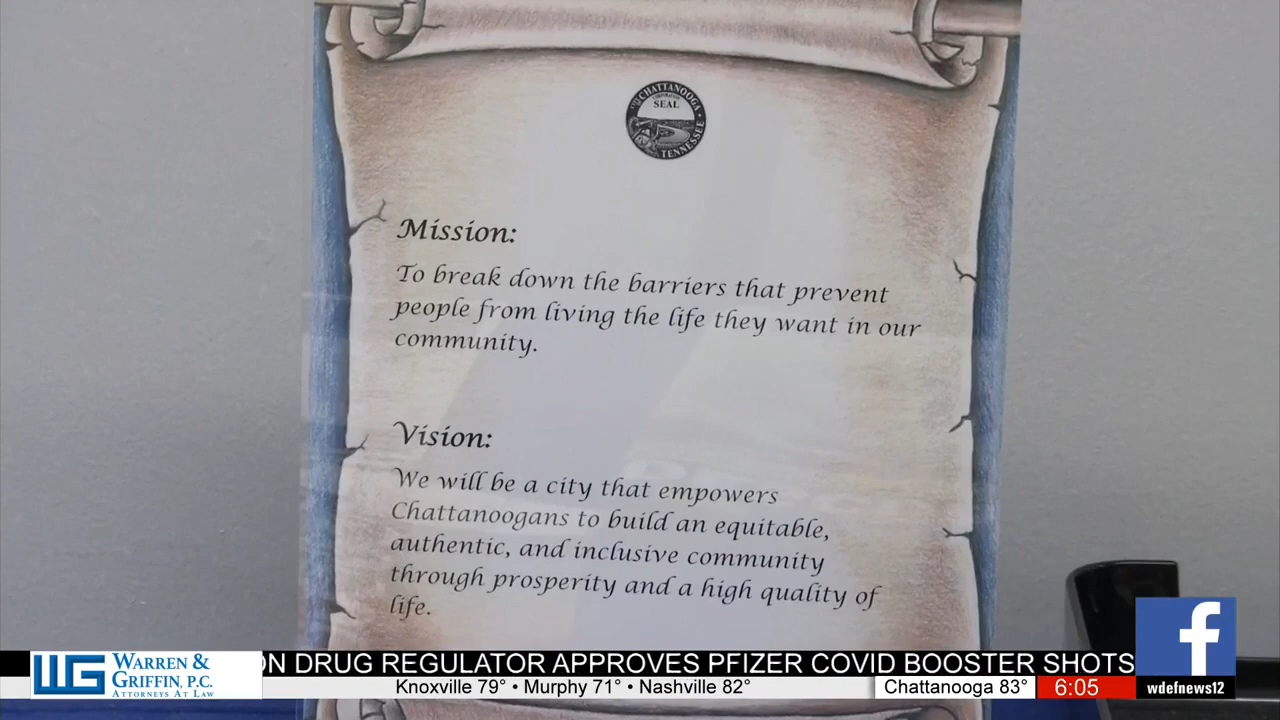 CHATTANOOGA
SEAL
TENNESSEE
Mission:
To break down the barriers that prevent
people from living the life they want in our
community.
Vision:
We will be a city that empowers
Chattanoogans to build an equitable,
authentic, and inclusive community
through prosperity and a high quality of
life.
WG WARREN & GRIFFIN, P.C.
ATTORNEYS AT LAW
ON DRUG REGULATOR APPROVES PFIZER COVID BOOSTER SHOTS
Knoxville 79° • Murphy 71° • Nashville 82°
Chattanooga 83°
6:05
f
wdefnews12